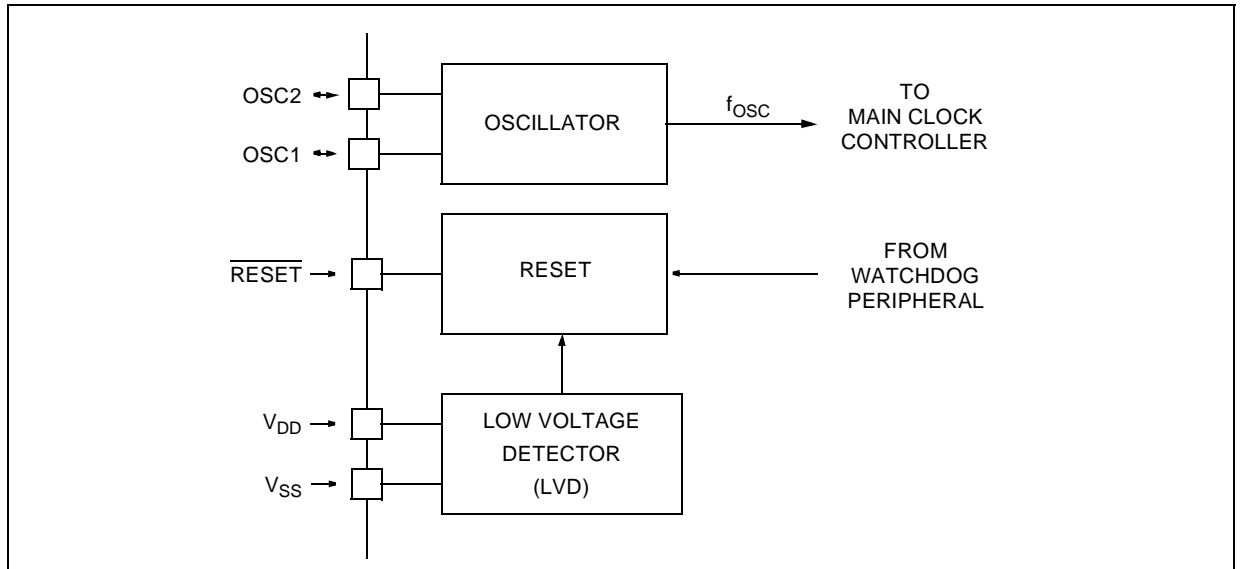 OSC2
OSC1
OSCILLATOR
fOSC
TO
MAIN CLOCK
CONTROLLER
RESET
RESET
FROM
WATCHDOG
PERIPHERAL
VDD
VSS
LOW VOLTAGE
DETECTOR
(LVD)